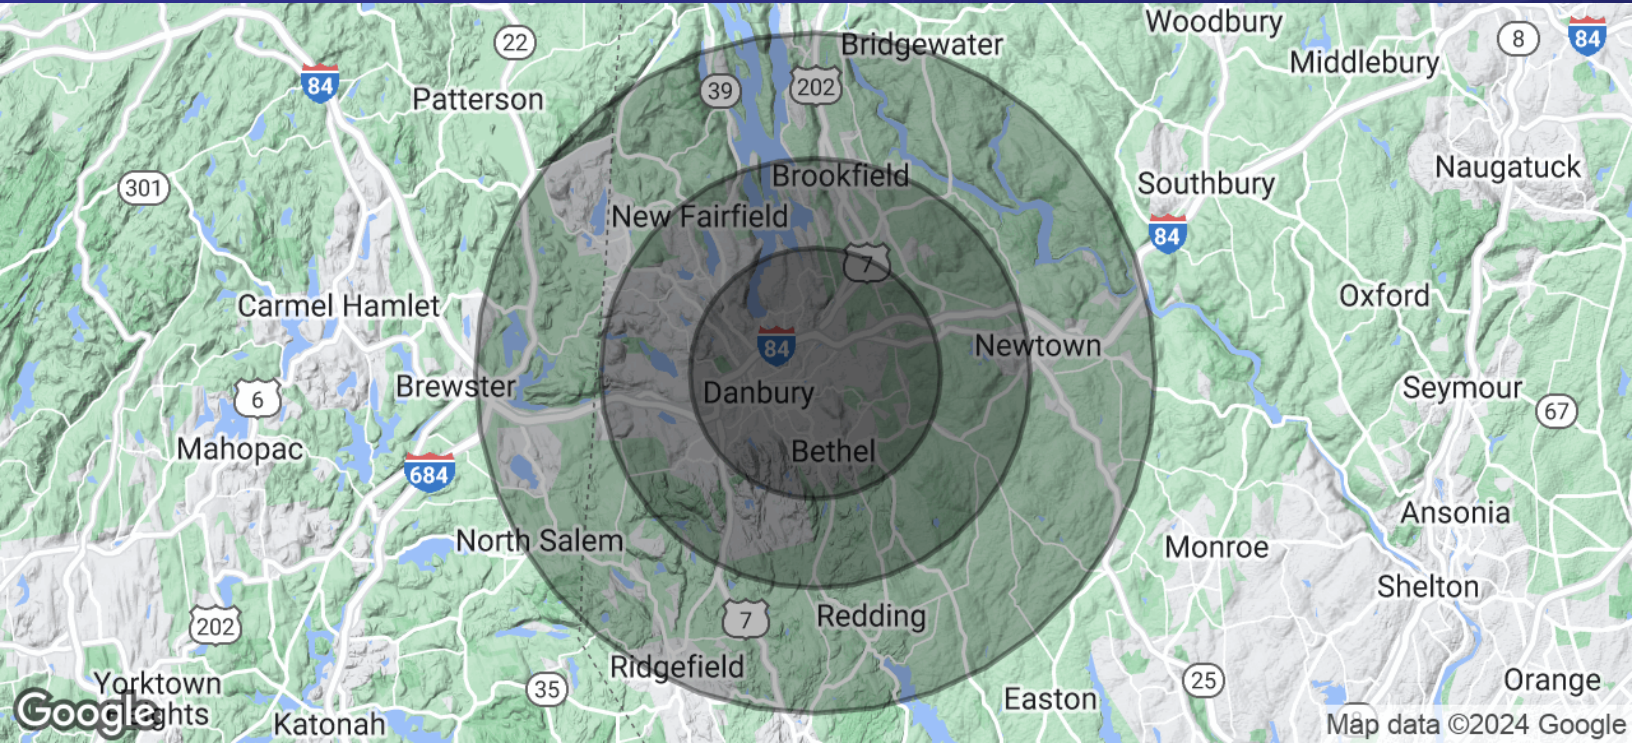 Woodbury
22
8
84
Bridgewater
Middlebury
84
39
202
Patterson
Naugatuck
301
Brookfield
Southbury
New Fairfield
84
7
Carmel Hamlet
Oxford
84
Newtown
Brewster
Danbury
Seymour
6
67
Mahopac
Bethel
684
Ansonia
North Salem
Monroe
Shelton
202
7
Redding
Ridgefield
Yorktown
35
25
Orange
Easton
Google
Katonah
Map data ©2024 Google